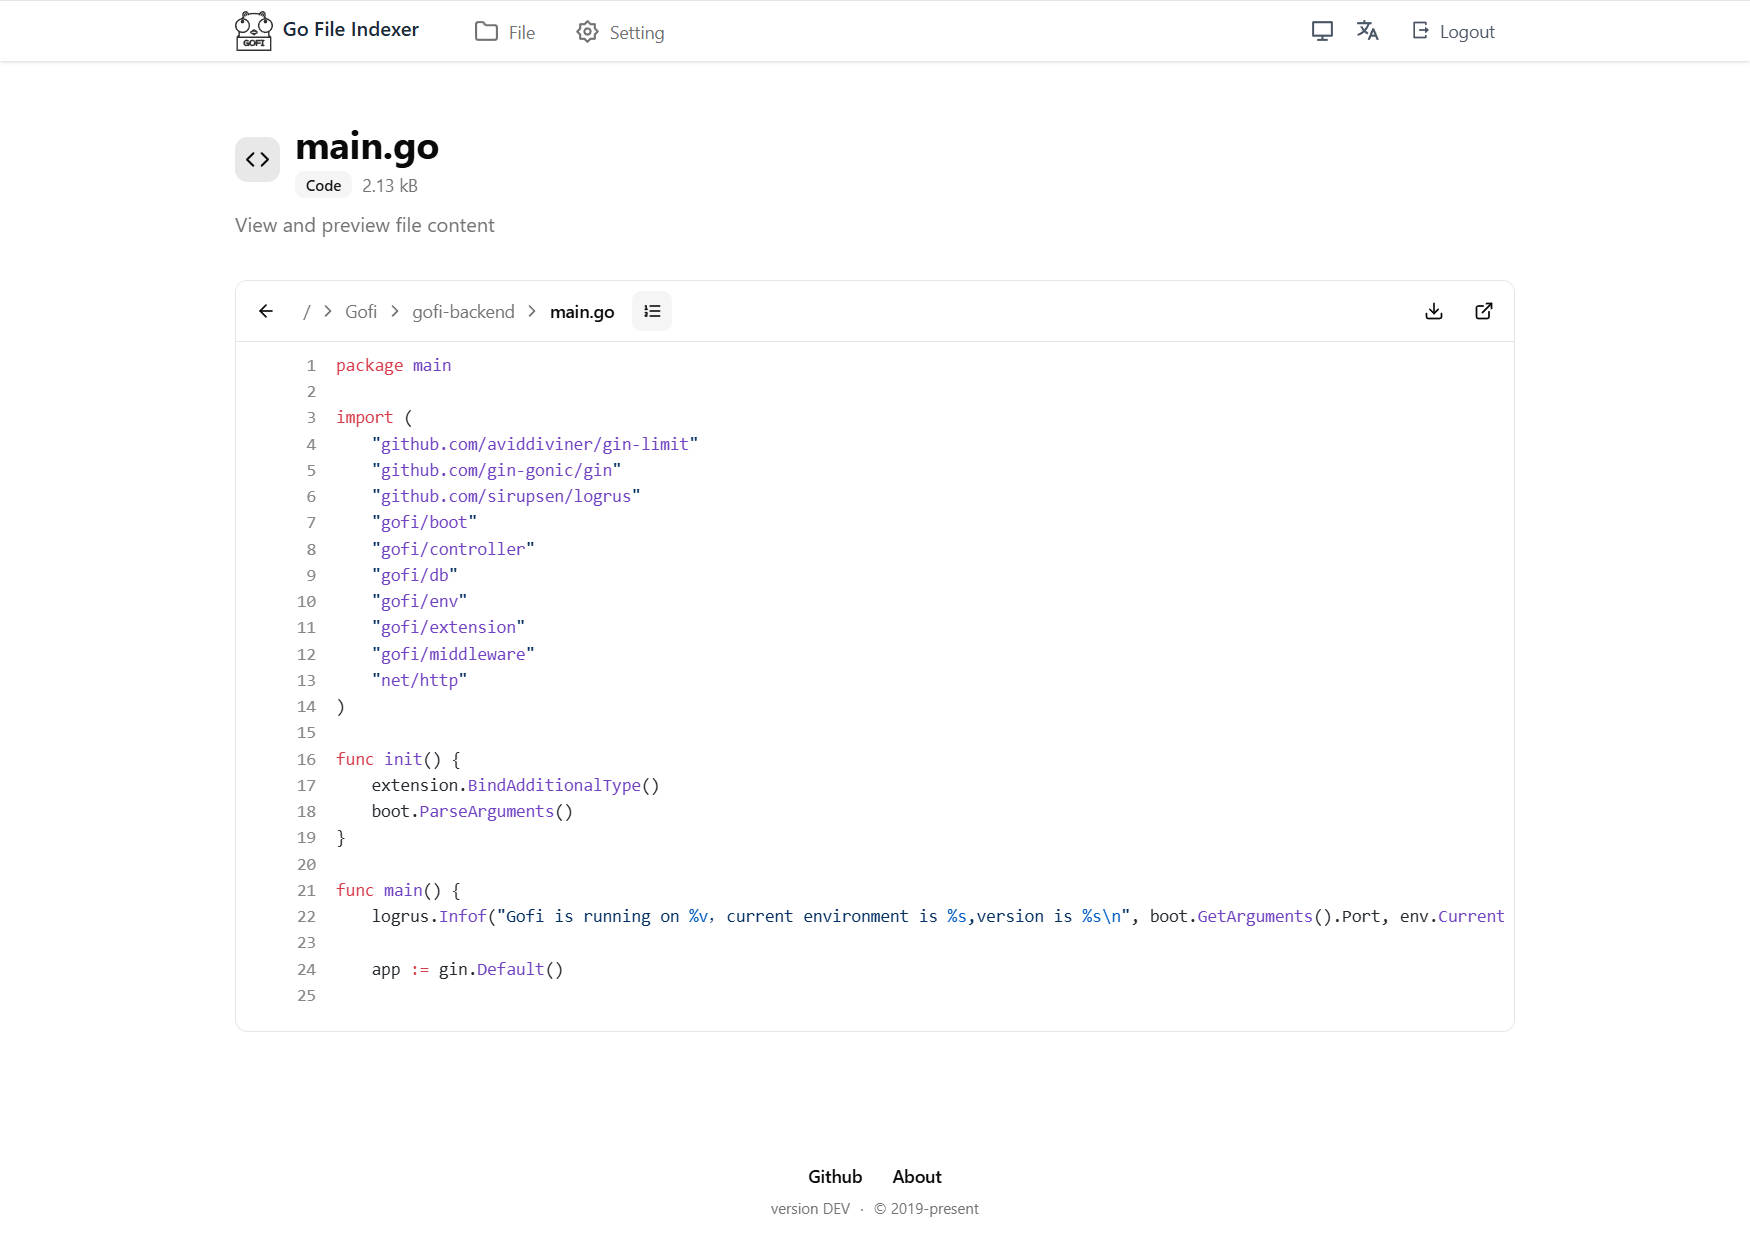 GOFI
Go File Indexer
File
Setting
Logout
main.go
Code 2.13 kB
View and preview file content
/ > Gofi > gofi-backend > main.go
1 package main
2
3 import (
4     "github.com/aviddiviner/gin-limit"
5     "github.com/gin-gonic/gin"
6     "github.com/sirupsen/logrus"
7     "gofi/boot"
8     "gofi/controller"
9     "gofi/db"
10     "gofi/env"
11     "gofi/extension"
12     "gofi/middleware"
13     "net/http"
14 )
15
16 func init() {
17     extension.BindAdditionalType()
18     boot.ParseArguments()
19 }
20
21 func main() {
22     logrus.Infof("Gofi is running on %v，current environment is %s,version is %s\n", boot.GetArguments().Port, env.Current
23
24     app := gin.Default()
25
Github About
version DEV · © 2019-present